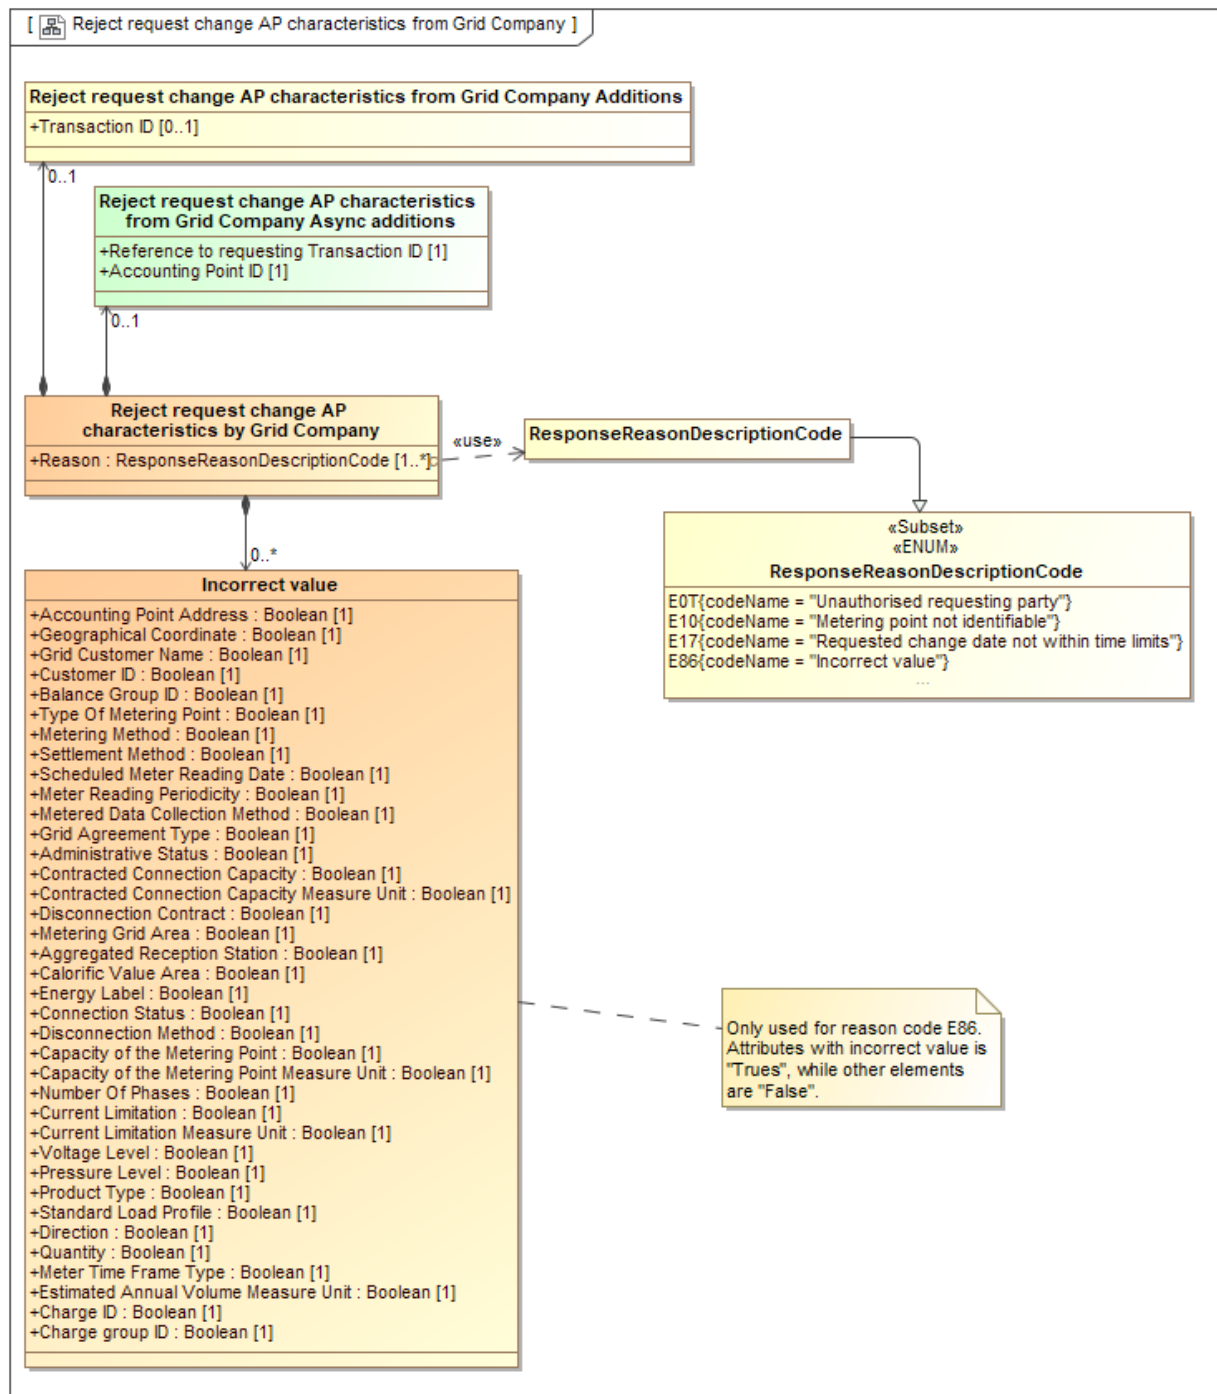 [ Reject request change AP characteristics from Grid Company ]
Reject request change AP characteristics from Grid Company Additions
+Transaction ID [0..1]
0..1
Reject request change AP characteristics
from Grid Company Async additions
+Reference to requesting Transaction ID [1]
+Accounting Point ID [1]
0..1
Reject request change AP
characteristics by Grid Company
+Reason : ResponseReasonDescriptionCode [1..*]
«use»
ResponseReasonDescriptionCode
«Subset»
«ENUM»
ResponseReasonDescriptionCode
E0T{codeName = "Unauthorised requesting party"}
E10{codeName = "Metering point not identifiable"}
E17{codeName = "Requested change date not within time limits"}
E86{codeName = "Incorrect value"}
...
0..*
Incorrect value
+Accounting Point Address : Boolean [1]
+Geographical Coordinate : Boolean [1]
+Grid Customer Name : Boolean [1]
+Customer ID : Boolean [1]
+Balance Group ID : Boolean [1]
+Type Of Metering Point : Boolean [1]
+Metering Method : Boolean [1]
+Settlement Method : Boolean [1]
+Scheduled Meter Reading Date : Boolean [1]
+Meter Reading Periodicity : Boolean [1]
+Metered Data Collection Method : Boolean [1]
+Grid Agreement Type : Boolean [1]
+Administrative Status : Boolean [1]
+Contracted Connection Capacity : Boolean [1]
+Contracted Connection Capacity Measure Unit : Boolean [1]
+Disconnection Contract : Boolean [1]
+Metering Grid Area : Boolean [1]
+Aggregated Reception Station : Boolean [1]
+Calorific Value Area : Boolean [1]
+Energy Label : Boolean [1]
+Connection Status : Boolean [1]
+Disconnection Method : Boolean [1]
+Capacity of the Metering Point : Boolean [1]
+Capacity of the Metering Point Measure Unit : Boolean [1]
+Number Of Phases : Boolean [1]
+Current Limitation : Boolean [1]
+Current Limitation Measure Unit : Boolean [1]
+Voltage Level : Boolean [1]
+Pressure Level : Boolean [1]
+Product Type : Boolean [1]
+Standard Load Profile : Boolean [1]
+Direction : Boolean [1]
+Quantity : Boolean [1]
+Meter Time Frame Type : Boolean [1]
+Estimated Annual Volume Measure Unit : Boolean [1]
+Charge ID : Boolean [1]
+Charge group ID : Boolean [1]
Only used for reason code E86.
Attributes with incorrect value is
"Trues", while other elements
are "False".